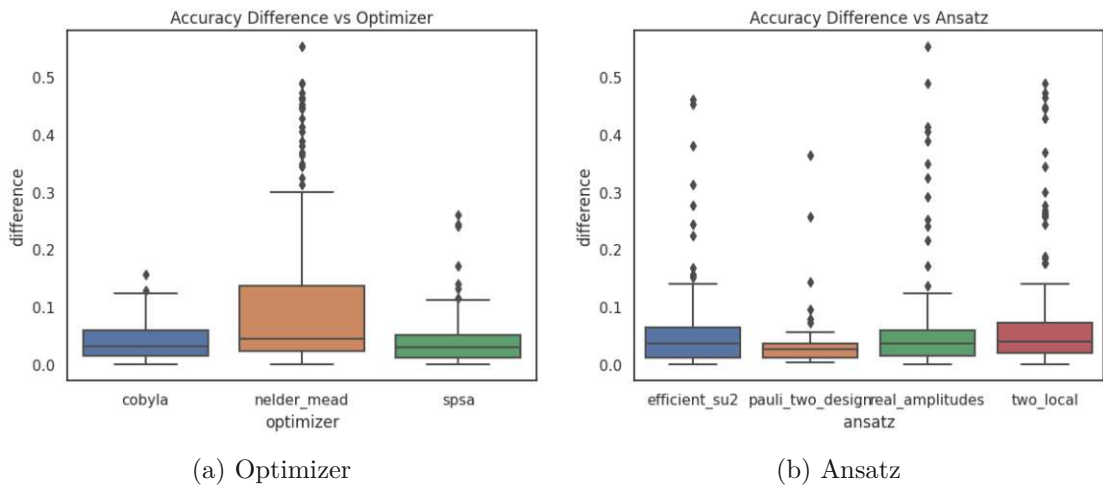 Accuracy Difference vs Optimizer
difference
0.5
0.4
0.3
0.2
0.1
0.0
cobyla nelder_mead spsa
optimizer
(a) Optimizer
Accuracy Difference vs Ansatz
difference
0.5
0.4
0.3
0.2
0.1
0.0
efficient_su2 pauli_two_design real_amplitudes two_local
ansatz
(b) Ansatz